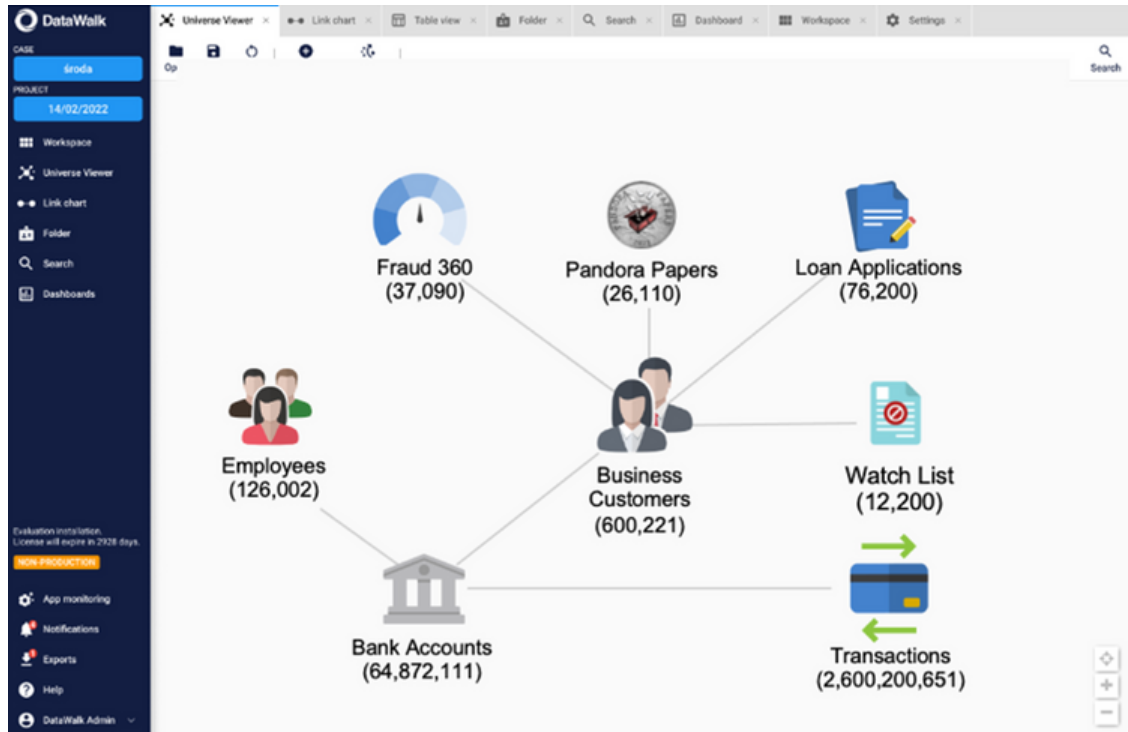 DataWalk
Universe Viewer ×
Link chart ×
Table view ×
Folder ×
Search ×
Dashboard ×
Workspace ×
Settings ×
CASE
środa
PROJECT
14/02/2022
Workspace
Universe Viewer
Link chart
Folder
Search
Dashboards
Evaluation installation.
License will expire in 2928 days.
NON-PRODUCTION
App monitoring
Notifications
Exports
Help
DataWalk Admin
Op
Search
Fraud 360
(37,090)
Pandora Papers
(26,110)
Loan Applications
(76,200)
Employees
(126,002)
Business
Customers
(600,221)
Watch List
(12,200)
Bank Accounts
(64,872,111)
Transactions
(2,600,200,651)